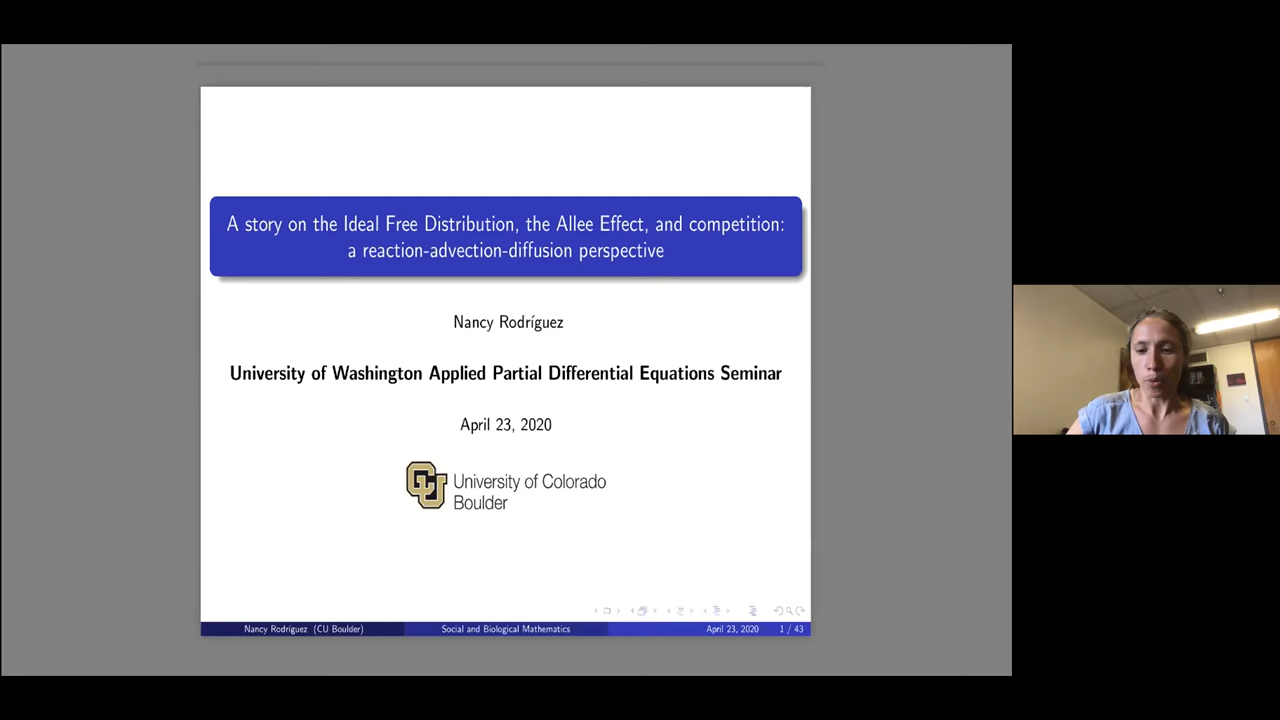 A story on the Ideal Free Distribution, the Allee Effect, and competition:
a reaction-advection-diffusion perspective
Nancy Rodríguez
University of Washington Applied Partial Differential Equations Seminar
April 23, 2020
CU
University of Colorado
Boulder
Nancy Rodríguez (CU Boulder)
Social and Biological Mathematics
April 23, 2020
1 / 43